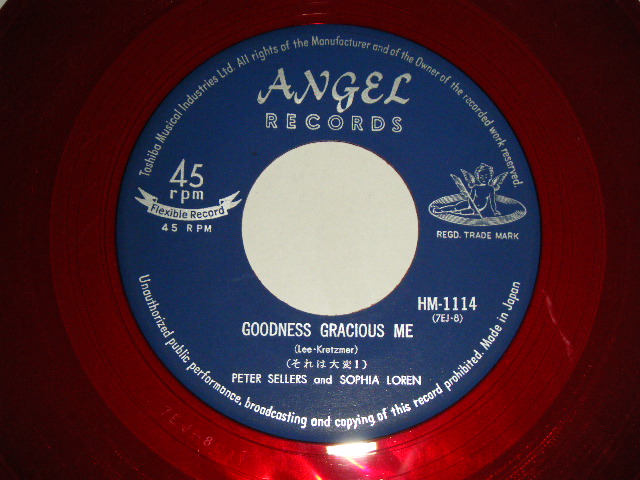 Toshiba Musical Industries Ltd. All rights of the Manufacturer and of the Owner of the recorded work reserved.
ANGEL
RECORDS
45
rpm
Flexible Record
45 RPM
REGD. TRADE MARK
HM-1114
(7EJ-8)
GOODNESS GRACIOUS ME
(Lee-Kretzmer)
(それは大変！)
PETER SELLERS and SOPHIA LOREN
Unauthorized public performance, broadcasting and copying of this record prohibited. Made in Japan
7EJ-8